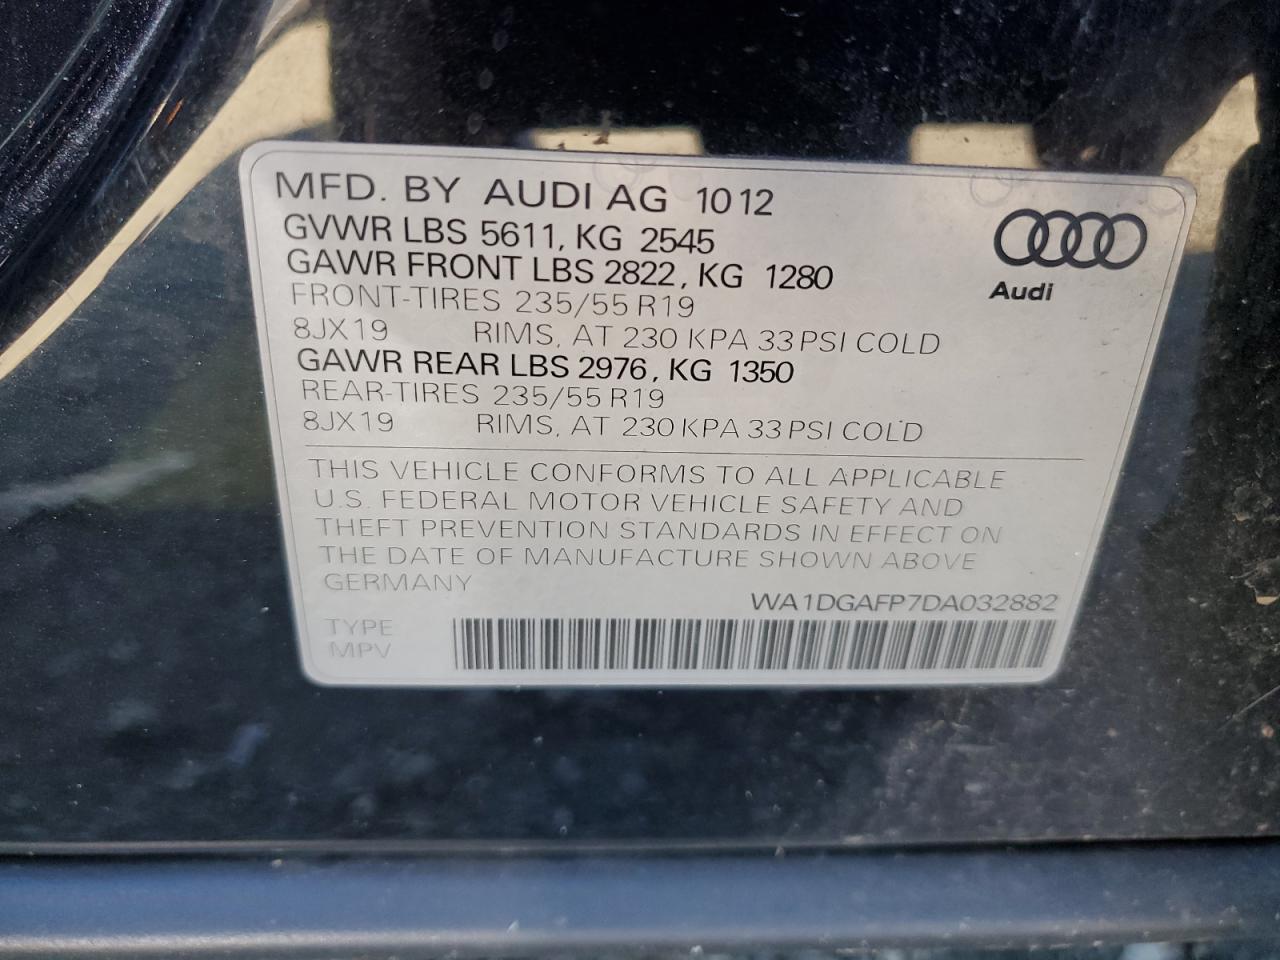 MFD. BY AUDI AG 10 12
GVWR LBS 5611, KG 2545
GAWR FRONT LBS 2822, KG 1280
FRONT-TIRES 235/55 R19
8JX19 RIMS, AT 230 KPA 33 PSI COLD
GAWR REAR LBS 2976, KG 1350
REAR-TIRES 235/55 R19
8JX19 RIMS, AT 230 KPA 33 PSI COLD
Audi
THIS VEHICLE CONFORMS TO ALL APPLICABLE
U.S. FEDERAL MOTOR VEHICLE SAFETY AND
THEFT PREVENTION STANDARDS IN EFFECT ON
THE DATE OF MANUFACTURE SHOWN ABOVE
GERMANY
WA1DGAFP7DA032882
TYPE
MPV